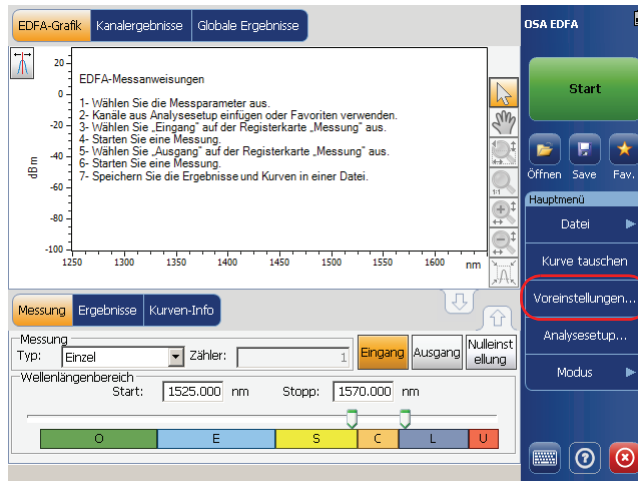 EDFA-Grafik Kanalergebnisse Globale Ergebnisse
EDFA-Messanweisungen
1- Wählen Sie die Messparameter aus.
2- Kanäle aus Analysesetup einfügen oder Favoriten verwenden.
3- Wählen Sie „Eingang" auf der Registerkarte „Messung" aus.
4- Starten Sie eine Messung.
5- Wählen Sie „Ausgang" auf der Registerkarte „Messung" aus.
6- Starten Sie eine Messung.
7- Speichern Sie die Ergebnisse und Kurven in einer Datei.
dBm
20
0
-20
-40
-60
-80
-100
1250 1300 1350 1400 1450 1500 1550 1600 nm
1:1
Messung Ergebnisse Kurven-Info
Messung
Typ: Einzel Zähler: 1 Eingang Ausgang Nulleinst
ellung
Wellenlängenbereich
Start: 1525.000 nm Stopp: 1570.000 nm
O E S C L U
OSA EDFA
Start
Öffnen Save Fav.
Hauptmenü
Datei
Kurve tauschen
Voreinstellungen...
Analysesetup...
Modus
?